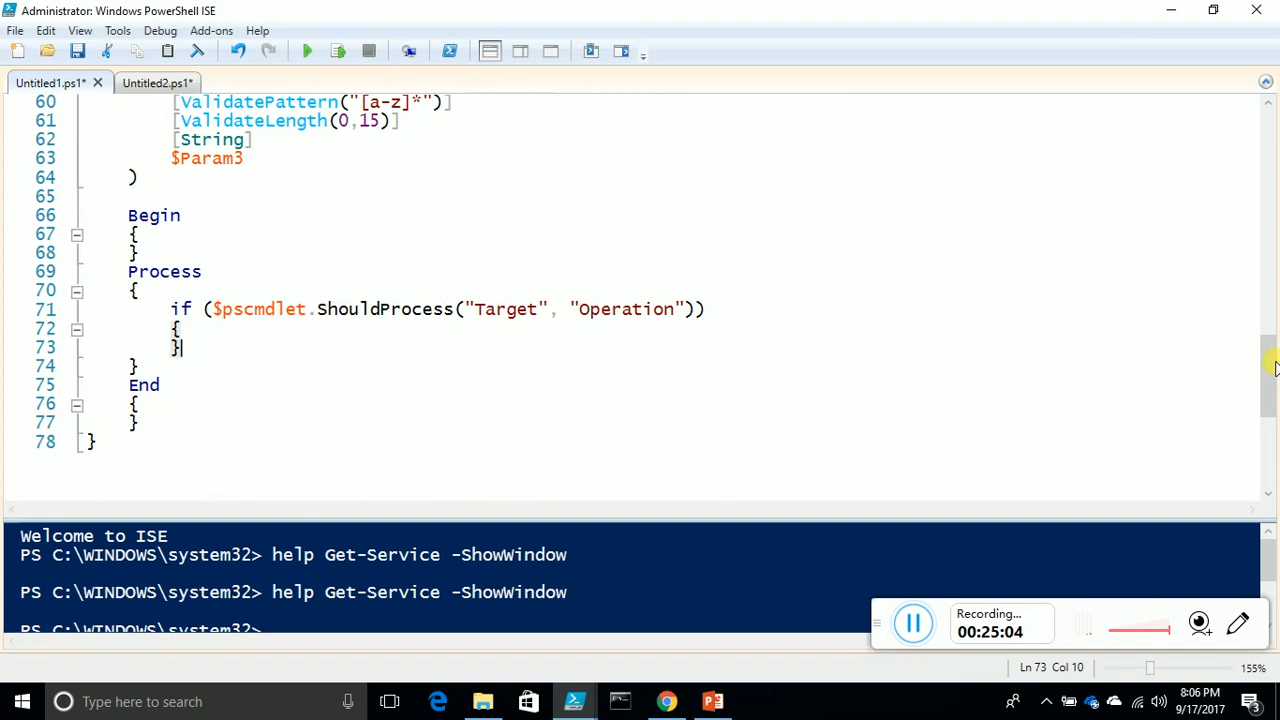 Administrator: Windows PowerShell ISE
File Edit View Tools Debug Add-ons Help
Untitled1.ps1* Untitled2.ps1*
60 [ValidatePattern("[a-z]*")]
61 [ValidateLength(0,15)]
62 [String]
63 $Param3
64 )
65
66 Begin
67 {
68 }
69 Process
70 {
71 if ($pscmdlet.ShouldProcess("Target", "Operation"))
72 {
73 }
74 }
75 End
76 {
77 }
78 }
Welcome to ISE
PS C:\WINDOWS\system32> help Get-Service -ShowWindow
PS C:\WINDOWS\system32> help Get-Service -ShowWindow
PS C:\WINDOWS\system32>
Recording...
00:25:04
Ln 73 Col 10 155%
Type here to search
8:06 PM
9/17/2017
3